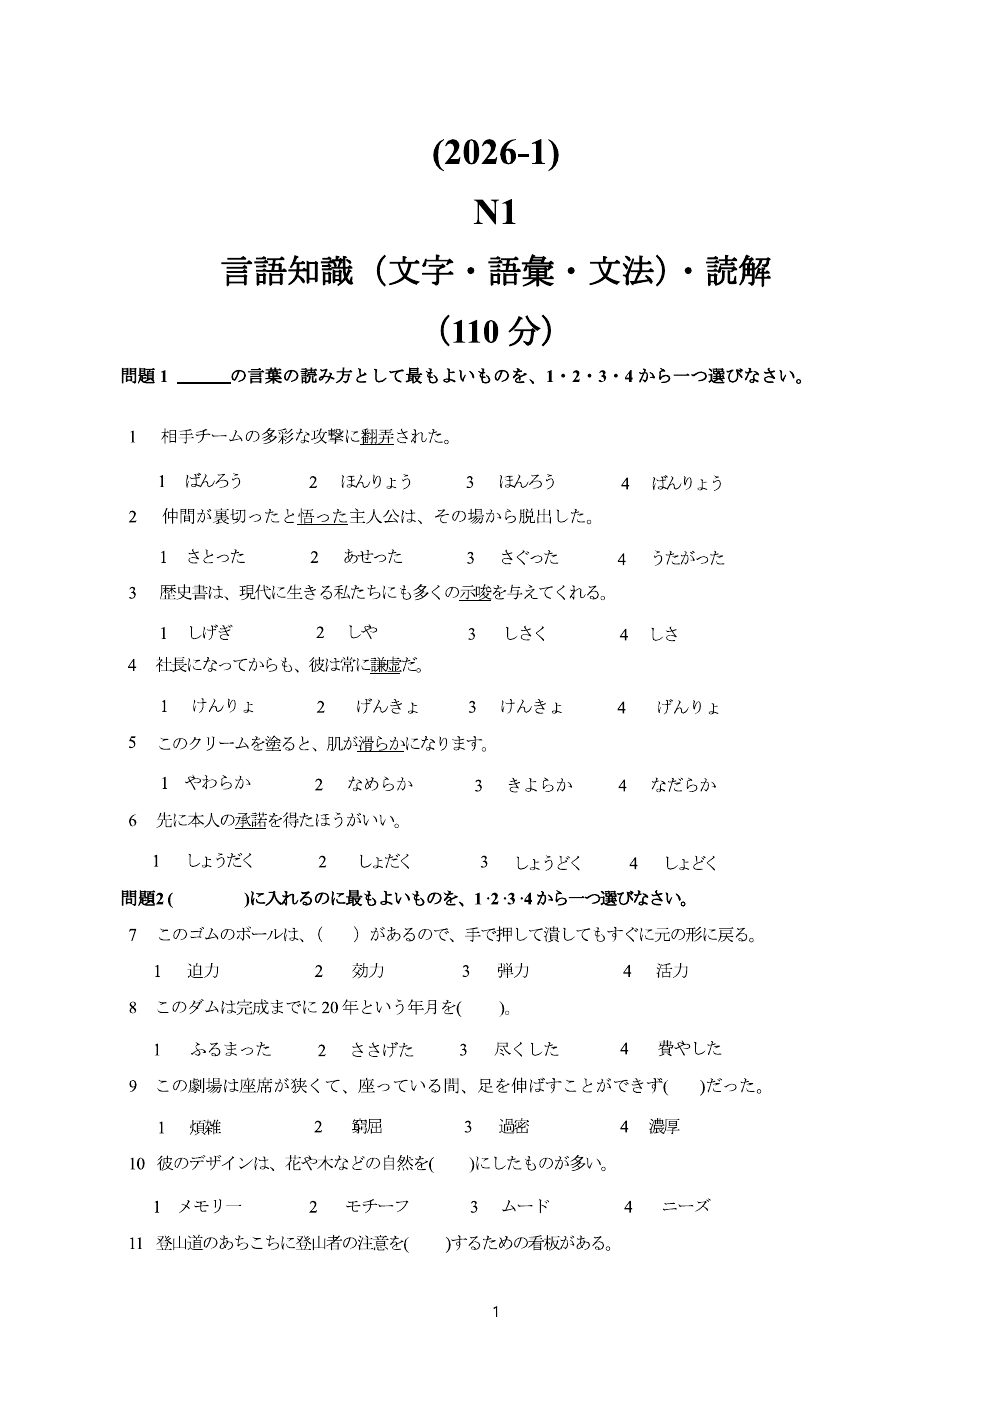 (2026-1)
N1
言語知識（文字・語彙・文法）・読解
（110 分）
問題 1 ______の言葉の読み方として最もよいものを、1・2・3・4 から一つ選びなさい。
1 相手チームの多彩な攻撃に翻弄された。
1 ばんろう 2 ほんりょう 3 ほんろう 4 ばんりょう
2 仲間が裏切ったと悟った主人公は、その場から脱出した。
1 さとった 2 あせった 3 さぐった 4 うたがった
3 歴史書は、現代に生きる私たちにも多くの示唆を与えてくれる。
1 しげぎ 2 しや 3 しさく 4 しさ
4 社長になってからも、彼は常に謙虚だ。
1 けんりょ 2 げんきょ 3 けんきょ 4 げんりょ
5 このクリームを塗ると、肌が滑らかになります。
1 やわらか 2 なめらか 3 きよらか 4 なだらか
6 先に本人の承諾を得たほうがいい。
1 しょうだく 2 しょだく 3 しょうどく 4 しょどく
問題2 ( )に入れるのに最もよいものを、1·2·3·4 から一つ選びなさい。
7 このゴムのボールは、（ ）があるので、手で押して潰してもすぐに元の形に戻る。
1 迫力 2 効力 3 弾力 4 活力
8 このダムは完成までに 20 年という年月を( )。
1 ふるまった 2 ささげた 3 尽くした 4 費やした
9 この劇場は座席が狭くて、座っている間、足を伸ばすことができず( )だった。
1 煩雑 2 窮屈 3 過密 4 濃厚
10 彼のデザインは、花や木などの自然を( )にしたものが多い。
1 メモリー 2 モチーフ 3 ムード 4 ニーズ
11 登山道のあちこちに登山者の注意を( )するための看板がある。
1